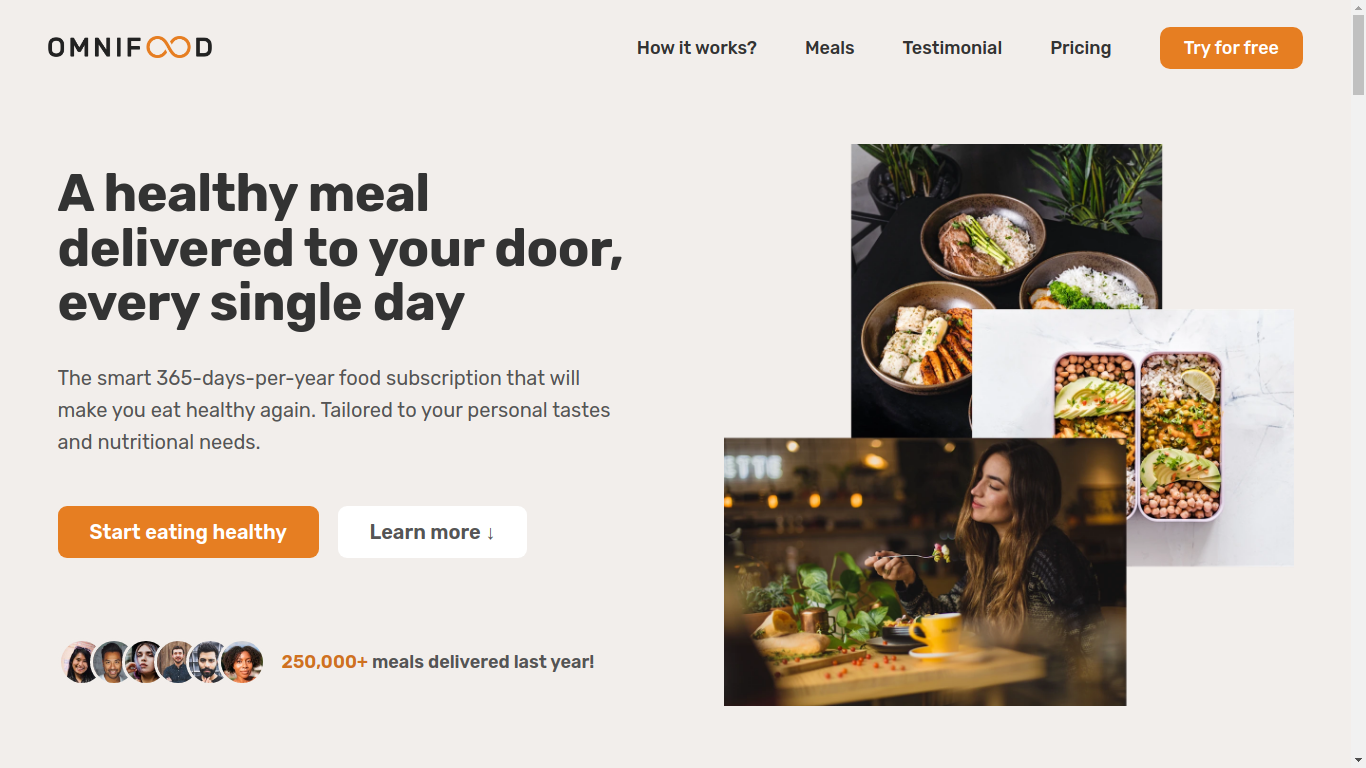 OMNIFOOD
How it works?
Meals
Testimonial
Pricing
Try for free
A healthy meal
delivered to your door,
every single day
The smart 365-days-per-year food subscription that will
make you eat healthy again. Tailored to your personal tastes
and nutritional needs.
Start eating healthy
Learn more ↓
250,000+ meals delivered last year!